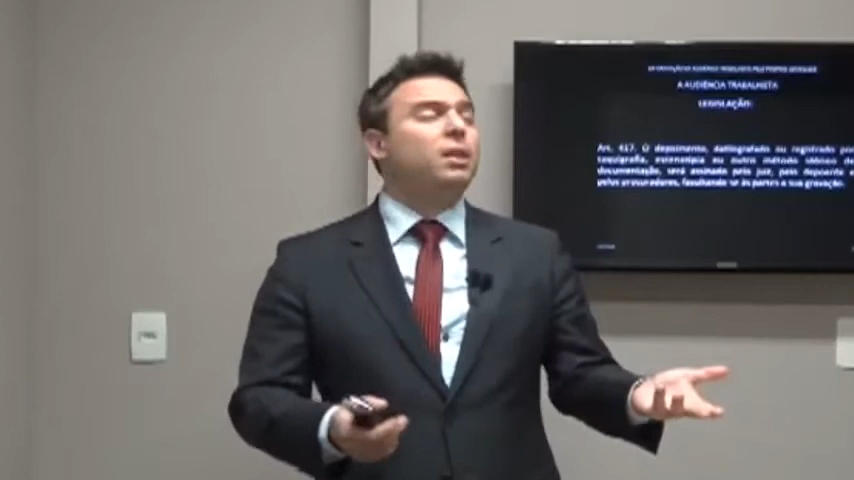 A AUDIÊNCIA TRABALHISTA
LEGISLAÇÃO:
Art. 417. O depoimento, datilografado ou registrado por
taquigrafia, estenotipia ou outro método idôneo de
documentação, será assinado pelo juiz, pelo depoente e
pelos procuradores, facultando-se às partes a sua gravação.